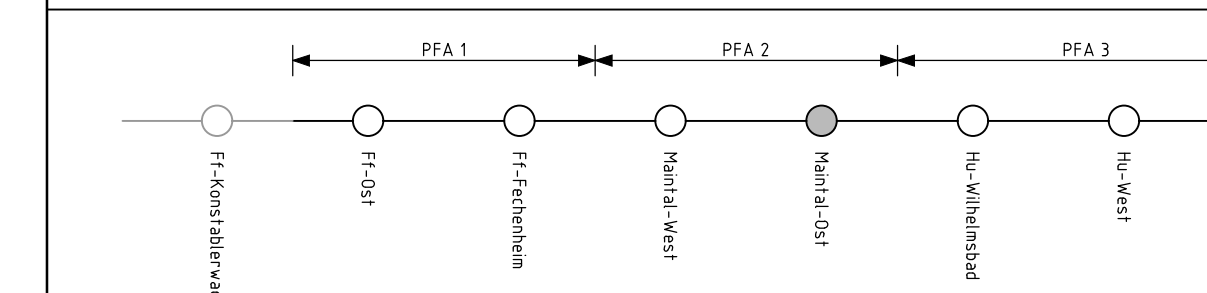 PFA 1
PFA 2
PFA 3
Ff-Ost
Ff-Fechenheim
Maintal-West
Maintal-Ost
Hu-Wilhelmsbad
Hu-West